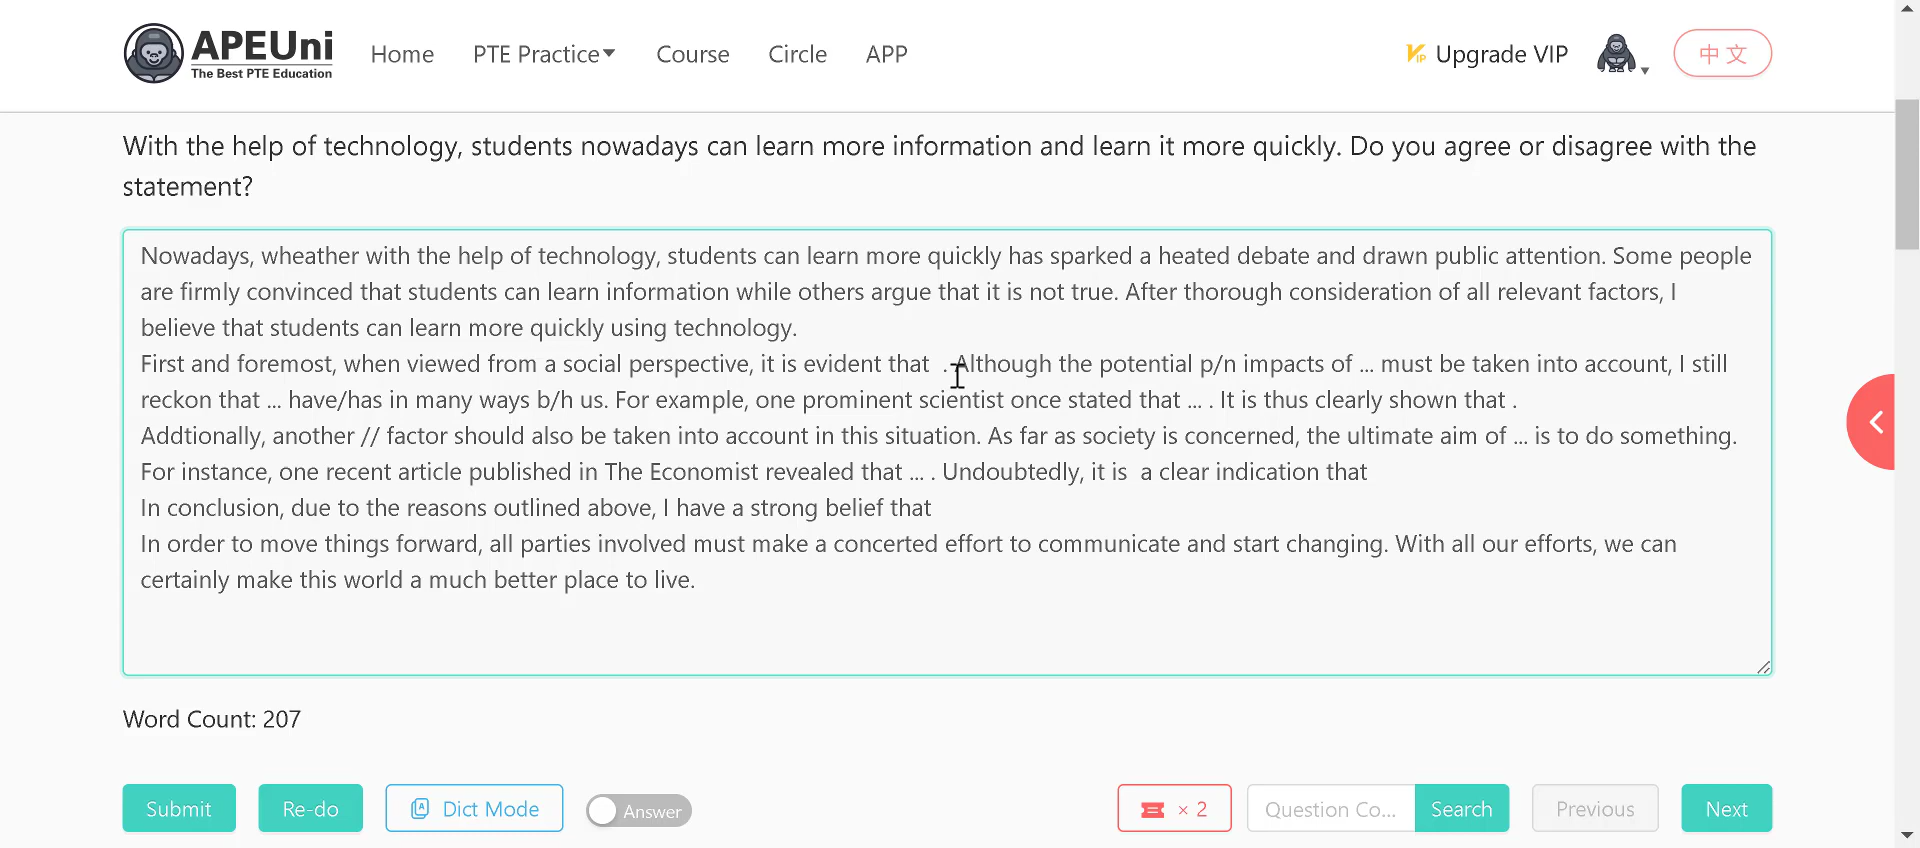 APEUni
The Best PTE Education
Home
PTE Practice
Course
Circle
APP
VIP
Upgrade VIP
中文
With the help of technology, students nowadays can learn more information and learn it more quickly. Do you agree or disagree with the
statement?
Nowadays, wheather with the help of technology, students can learn more quickly has sparked a heated debate and drawn public attention. Some people
are firmly convinced that students can learn information while others argue that it is not true. After thorough consideration of all relevant factors, I
believe that students can learn more quickly using technology.
First and foremost, when viewed from a social perspective, it is evident that  . Although the potential p/n impacts of ... must be taken into account, I still
reckon that ... have/has in many ways b/h us. For example, one prominent scientist once stated that ... . It is thus clearly shown that .
Addtionally, another // factor should also be taken into account in this situation. As far as society is concerned, the ultimate aim of ... is to do something.
For instance, one recent article published in The Economist revealed that ... . Undoubtedly, it is  a clear indication that
In conclusion, due to the reasons outlined above, I have a strong belief that
In order to move things forward, all parties involved must make a concerted effort to communicate and start changing. With all our efforts, we can
certainly make this world a much better place to live.
Word Count: 207
Submit
Re-do
A Dict Mode
Answer
× 2
Question Co...
Search
Previous
Next